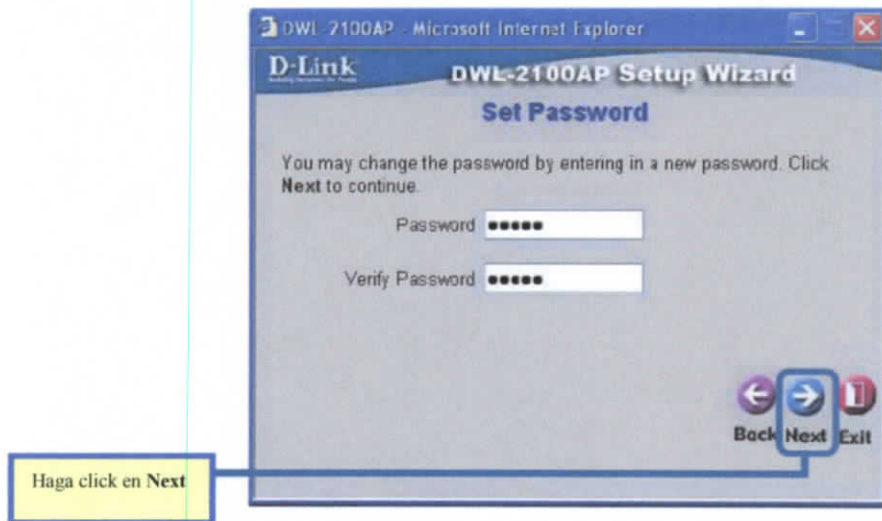 DWL-2100AP - Microsoft Internet Explorer
D-Link
DWL-2100AP Setup Wizard
Set Password
You may change the password by entering in a new password. Click
Next to continue.
Password •••••
Verify Password •••••
Back Next Exit
Haga click en Next